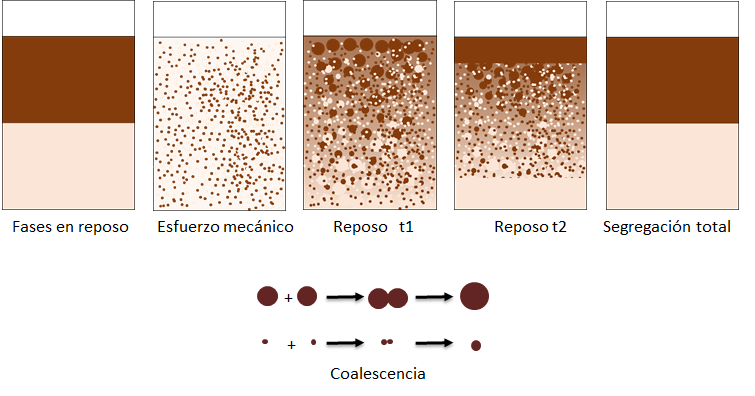 Fases en reposo
Esfuerzo mecánico
Reposo t1
Reposo t2
Segregación total
+
+
Coalescencia